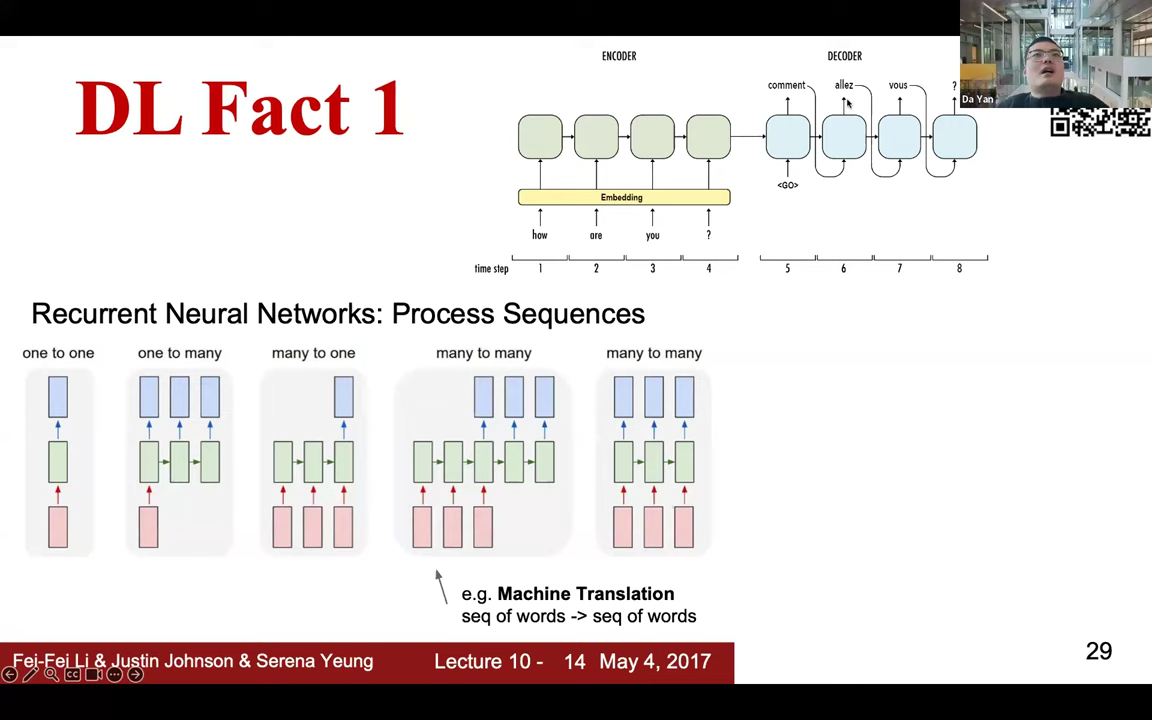 DL Fact 1
ENCODER
DECODER
comment allez vous ?
Da Yan
<GO>
Embedding
how are you ?
time step 1 2 3 4 5 6 7 8
Recurrent Neural Networks: Process Sequences
one to one one to many many to one many to many many to many
e.g. Machine Translation
seq of words -> seq of words
Fei-Fei Li & Justin Johnson & Serena Yeung Lecture 10 - 14 May 4, 2017
29
CC